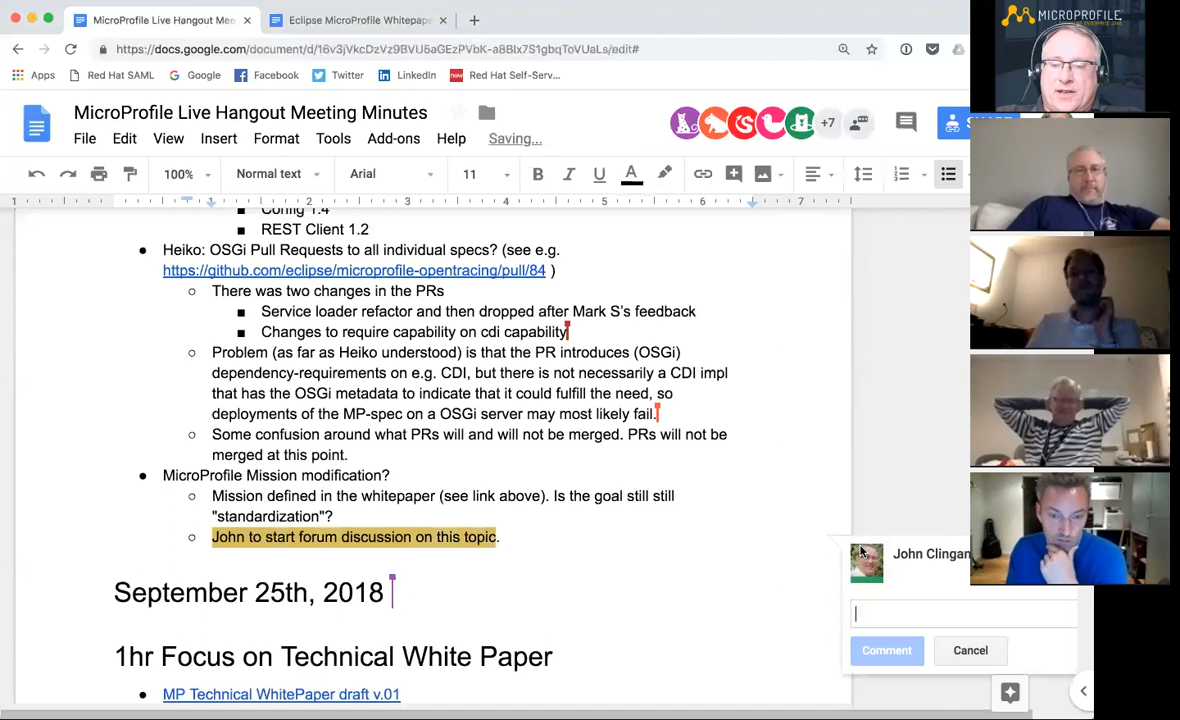 MicroProfile Live Hangout Mee
Eclipse MicroProfile Whitepape
https://docs.google.com/document/d/16v3jVkcDzVz9BVU5aGEzPVbK-a8Blx7S1gbqToVUaLs/edit#
Apps
Red Hat SAML
Google
Facebook
Twitter
LinkedIn
Red Hat Self-Serv...
MICROPROFILE
MicroProfile Live Hangout Meeting Minutes
File Edit View Insert Format Tools Add-ons Help Saving...
+7
100% Normal text Arial 11 B I U A
1 1 2 3 4 5 6 7
Config 1.4
REST Client 1.2
Heiko: OSGi Pull Requests to all individual specs? (see e.g.
https://github.com/eclipse/microprofile-opentracing/pull/84 )
There was two changes in the PRs
Service loader refactor and then dropped after Mark S's feedback
Changes to require capability on cdi capability
Problem (as far as Heiko understood) is that the PR introduces (OSGi)
dependency-requirements on e.g. CDI, but there is not necessarily a CDI impl
that has the OSGi metadata to indicate that it could fulfill the need, so
deployments of the MP-spec on a OSGi server may most likely fail.
Some confusion around what PRs will and will not be merged. PRs will not be
merged at this point.
MicroProfile Mission modification?
Mission defined in the whitepaper (see link above). Is the goal still still
"standardization"?
John to start forum discussion on this topic.
John Clingan
September 25th, 2018
Comment Cancel
1hr Focus on Technical White Paper
MP Technical WhitePaper draft v.01